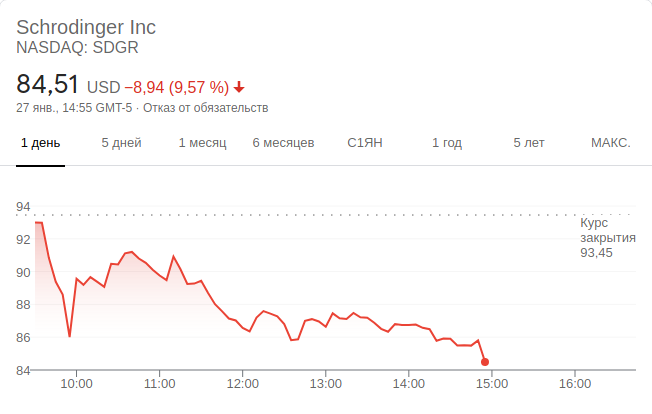 Schrodinger Inc
NASDAQ: SDGR
84,51 USD −8,94 (9,57 %)
27 янв., 14:55 GMT-5 · Отказ от обязательств
1 день 5 дней 1 месяц 6 месяцев С1ЯН 1 год 5 лет МАКС.
94
92
90
88
86
84
Курс
закрытия
93,45
10:00 11:00 12:00 13:00 14:00 15:00 16:00